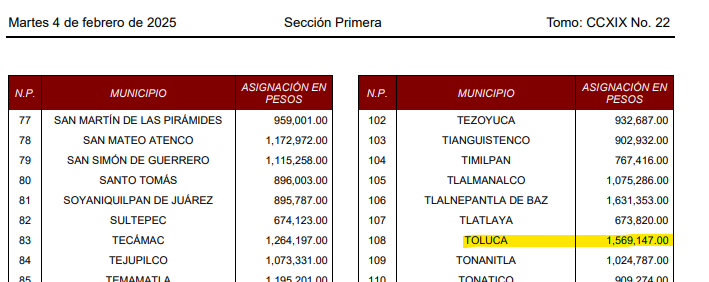 Martes 4 de febrero de 2025 Sección Primera Tomo: CCXIX No. 22
N.P. MUNICIPIO ASIGNACIÓN EN PESOS
77 SAN MARTÍN DE LAS PIRÁMIDES 959,001.00
78 SAN MATEO ATENCO 1,172,972.00
79 SAN SIMÓN DE GUERRERO 1,115,258.00
80 SANTO TOMÁS 896,003.00
81 SOYANIQUILPAN DE JUÁREZ 895,787.00
82 SULTEPEC 674,123.00
83 TECÁMAC 1,264,197.00
84 TEJUPILCO 1,073,331.00
85 TEMAMATLA 1,195,201.00
N.P. MUNICIPIO ASIGNACIÓN EN PESOS
102 TEZOYUCA 932,687.00
103 TIANGUISTENCO 902,932.00
104 TIMILPAN 767,416.00
105 TLALMANALCO 1,075,286.00
106 TLALNEPANTLA DE BAZ 1,631,353.00
107 TLATLAYA 673,820.00
108 TOLUCA 1,569,147.00
109 TONANITLA 1,024,787.00
110 TONATICO 909,274.00